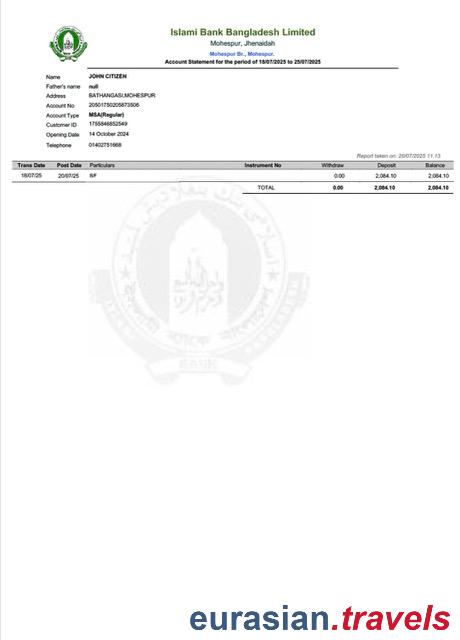 Islami Bank Bangladesh Limited
Mohespur, Jhenaidah
Mohespur Br., Mohespur.
Account Statement for the period of 18/07/2025 to 25/07/2025
Name JOHN CITIZEN
Father's name null
Address BATHANGASI,MOHESPUR
Account No 20501750205873506
Account Type MSA(Regular)
Customer ID 1755846852549
Opening Date 14 October 2024
Telephone 01402751668
Report taken on: 20/07/2025 11.13
Trans Date Post Date Particulars Instrument No Withdraw Deposit Balance
18/07/25 20/07/25 B/F 0.00 2,084.10 2,084.10
TOTAL 0.00 2,084.10 2,084.10
BANK
eurasian.travels